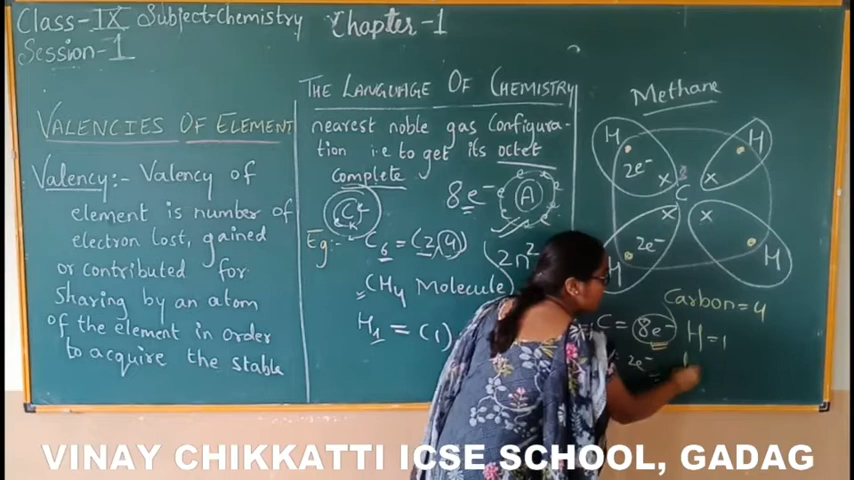 Class-IX Subject-Chemistry Chapter-1
Session-1
VALENCIES OF ELEMENT
Valency:- Valency of
element is number of
electron lost, gained
or contributed for
sharing by an atom
of the element in order
to acquire the stable
THE LANGUAGE OF CHEMISTRY
nearest noble gas configura-
tion i.e to get its octet
complete
8e⁻
A
C
Eg:- C₆ = (2,4)
(2n²
CH₄ Molecule
H₁ = (1)
Methane
H
H
2e⁻
X
X
C
X
X
2e⁻
H
H
Carbon = 4
C = 8e⁻
H = 1
2e⁻
VINAY CHIKKATTI ICSE SCHOOL, GADAG